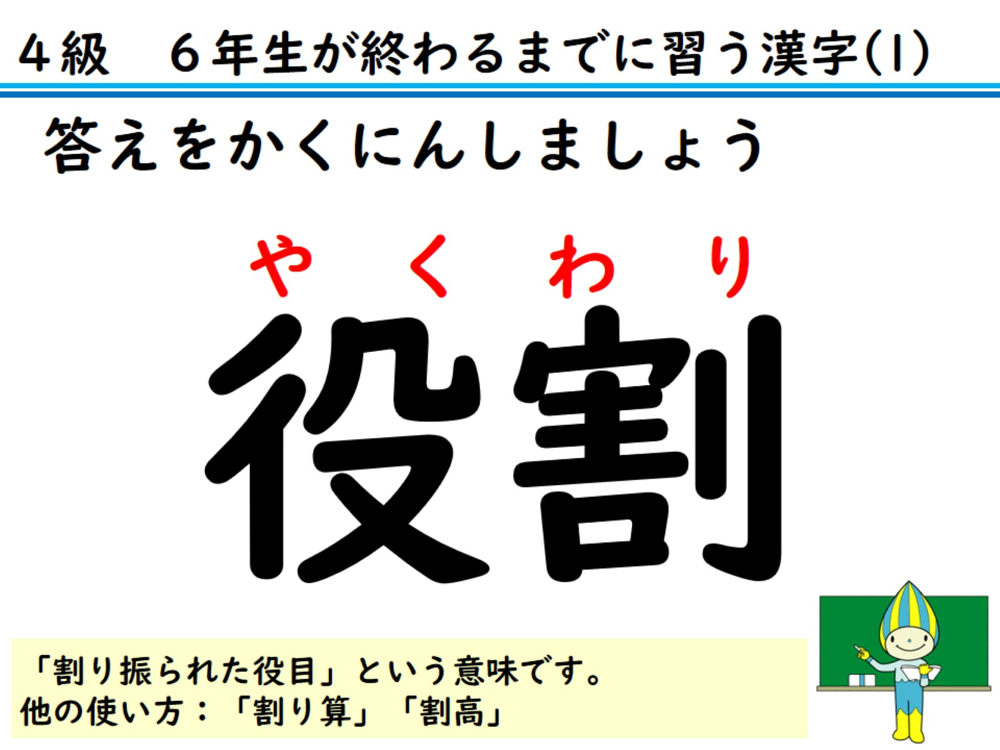 ４級　６年生が終わるまでに習う漢字(1)
答えをかくにんしましょう
やくわり
役割
「割り振られた役目」という意味です。
他の使い方：「割り算」「割高」